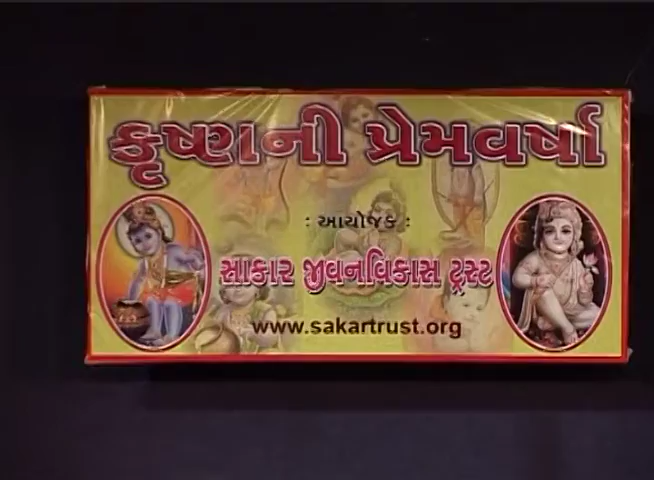 કૃષ્ણની પ્રેમવર્ષા
: આયોજક :
સાકાર જીવનવિકાસ ટ્રસ્ટ
www.sakartrust.org